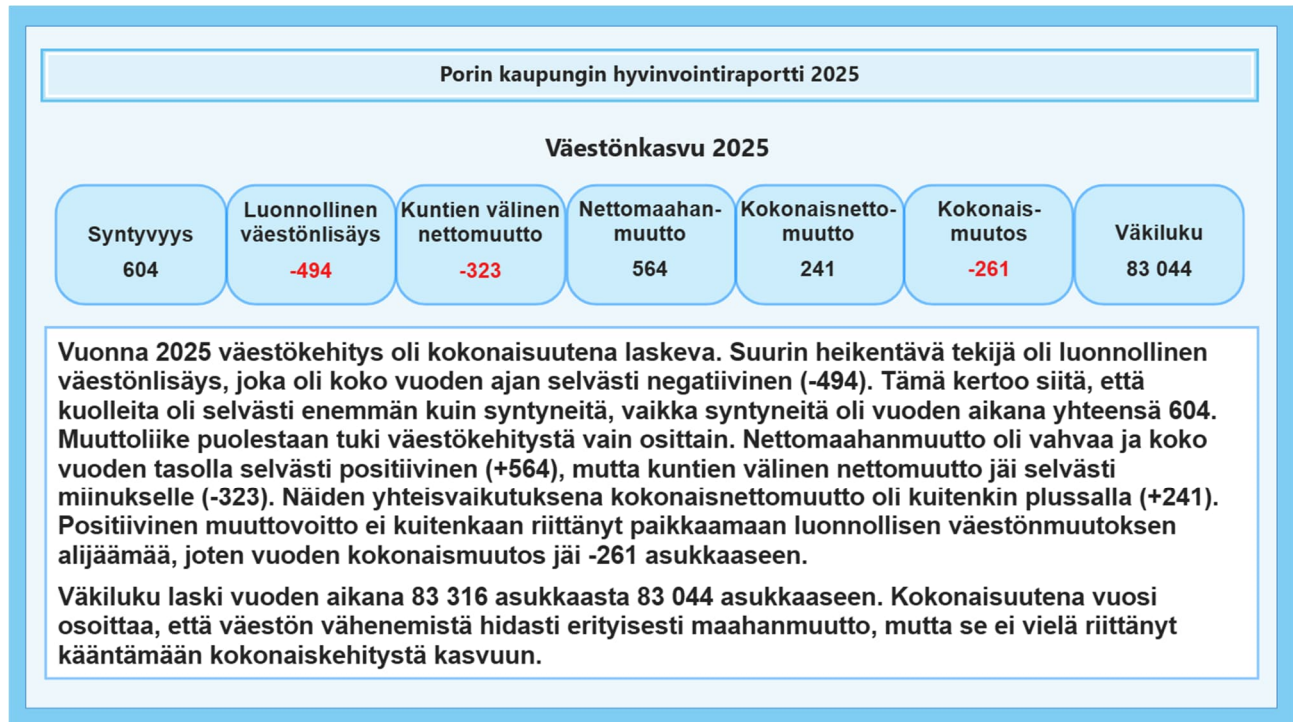 Porin kaupungin hyvinvointiraportti 2025
Väestönkasvu 2025
Syntyvyys
604
Luonnollinen
väestönlisäys
-494
Kuntien välinen
nettomuutto
-323
Nettomaahan-
muutto
564
Kokonaisnetto-
muutto
241
Kokonais-
muutos
-261
Väkiluku
83 044
Vuonna 2025 väestökehitys oli kokonaisuutena laskeva. Suurin heikentävä tekijä oli luonnollinen
väestönlisäys, joka oli koko vuoden ajan selvästi negatiivinen (-494). Tämä kertoo siitä, että
kuolleita oli selvästi enemmän kuin syntyneitä, vaikka syntyneitä oli vuoden aikana yhteensä 604.
Muuttoliike puolestaan tuki väestökehitystä vain osittain. Nettomaahanmuutto oli vahvaa ja koko
vuoden tasolla selvästi positiivinen (+564), mutta kuntien välinen nettomuutto jäi selvästi
miinukselle (-323). Näiden yhteisvaikutuksena kokonaisnettomuutto oli kuitenkin plussalla (+241).
Positiivinen muuttovoitto ei kuitenkaan riittänyt paikkaamaan luonnollisen väestönmuutoksen
alijäämää, joten vuoden kokonaismuutos jäi -261 asukkaaseen.
Väkiluku laski vuoden aikana 83 316 asukkaasta 83 044 asukkaaseen. Kokonaisuutena vuosi
osoittaa, että väestön vähenemistä hidasti erityisesti maahanmuutto, mutta se ei vielä riittänyt
kääntämään kokonaiskehitystä kasvuun.